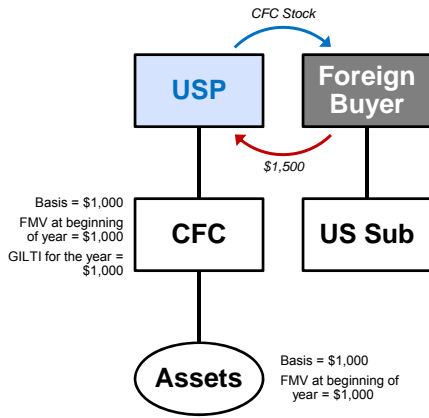 CFC Stock
USP
Foreign
Buyer
$1,500
Basis = $1,000
FMV at beginning
of year = $1,000
GILTI for the year =
$1,000
CFC
US Sub
Assets
Basis = $1,000
FMV at beginning of
year = $1,000